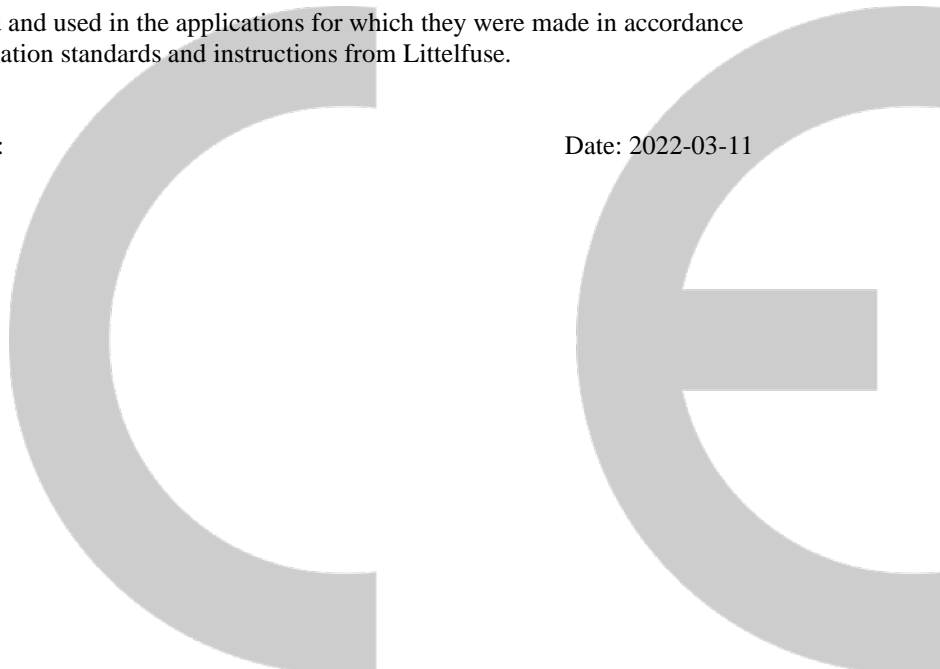 and used in the applications for which they were made in accordance
ation standards and instructions from Littelfuse.
: Date: 2022-03-11
CE